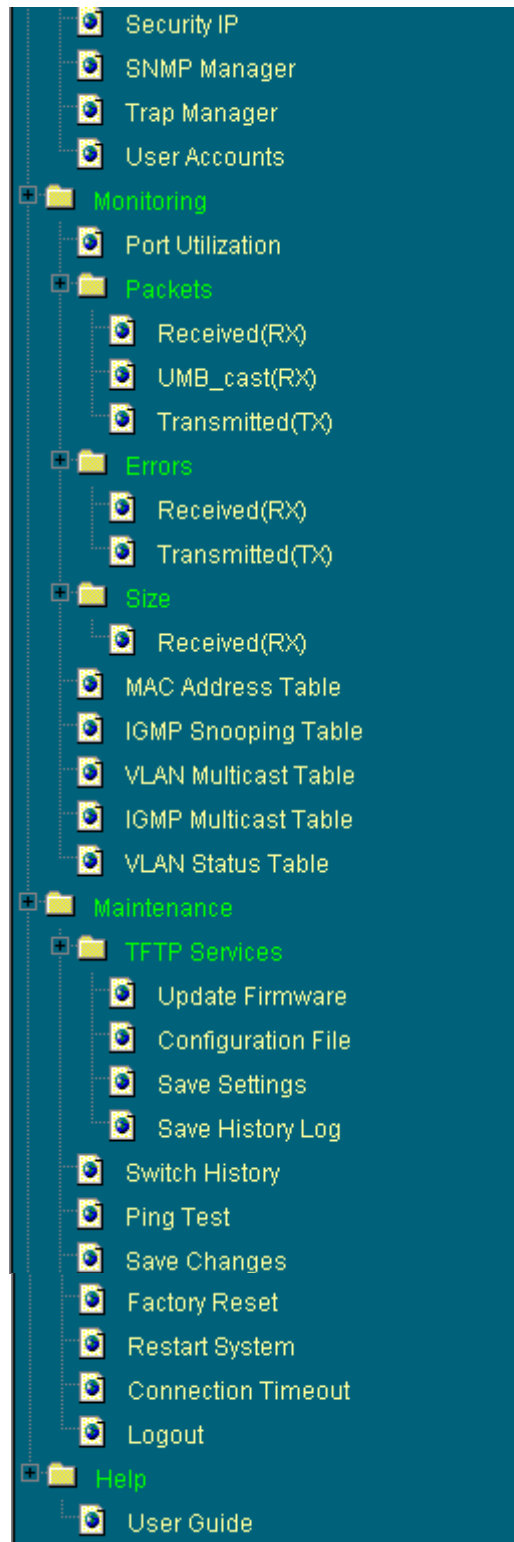 Security IP
SNMP Manager
Trap Manager
User Accounts
Monitoring
Port Utilization
Packets
Received(RX)
UMB_cast(RX)
Transmitted(TX)
Errors
Received(RX)
Transmitted(TX)
Size
Received(RX)
MAC Address Table
IGMP Snooping Table
VLAN Multicast Table
IGMP Multicast Table
VLAN Status Table
Maintenance
TFTP Services
Update Firmware
Configuration File
Save Settings
Save History Log
Switch History
Ping Test
Save Changes
Factory Reset
Restart System
Connection Timeout
Logout
Help
User Guide